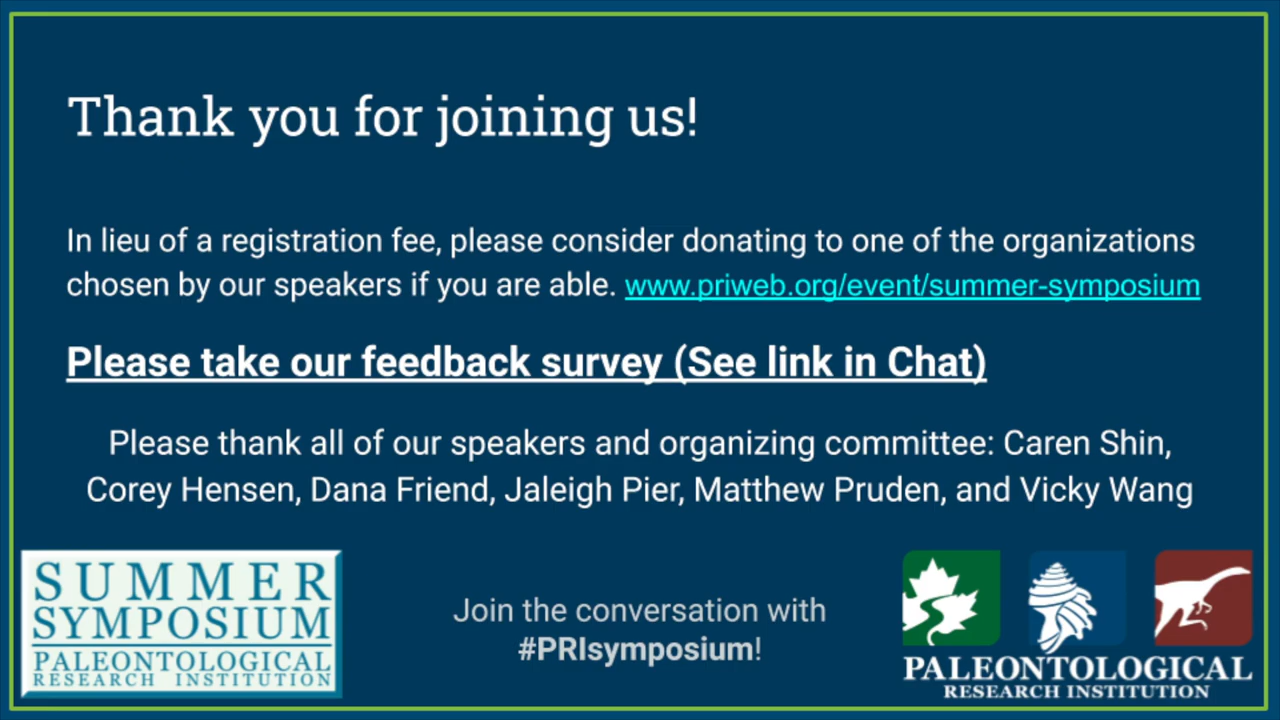 Thank you for joining us!
In lieu of a registration fee, please consider donating to one of the organizations
chosen by our speakers if you are able. www.priweb.org/event/summer-symposium
Please take our feedback survey (See link in Chat)
Please thank all of our speakers and organizing committee: Caren Shin,
Corey Hensen, Dana Friend, Jaleigh Pier, Matthew Pruden, and Vicky Wang
SUMMER
SYMPOSIUM
PALEONTOLOGICAL
RESEARCH INSTITUTION
Join the conversation with
#PRIsymposium!
PALEONTOLOGICAL
RESEARCH INSTITUTION